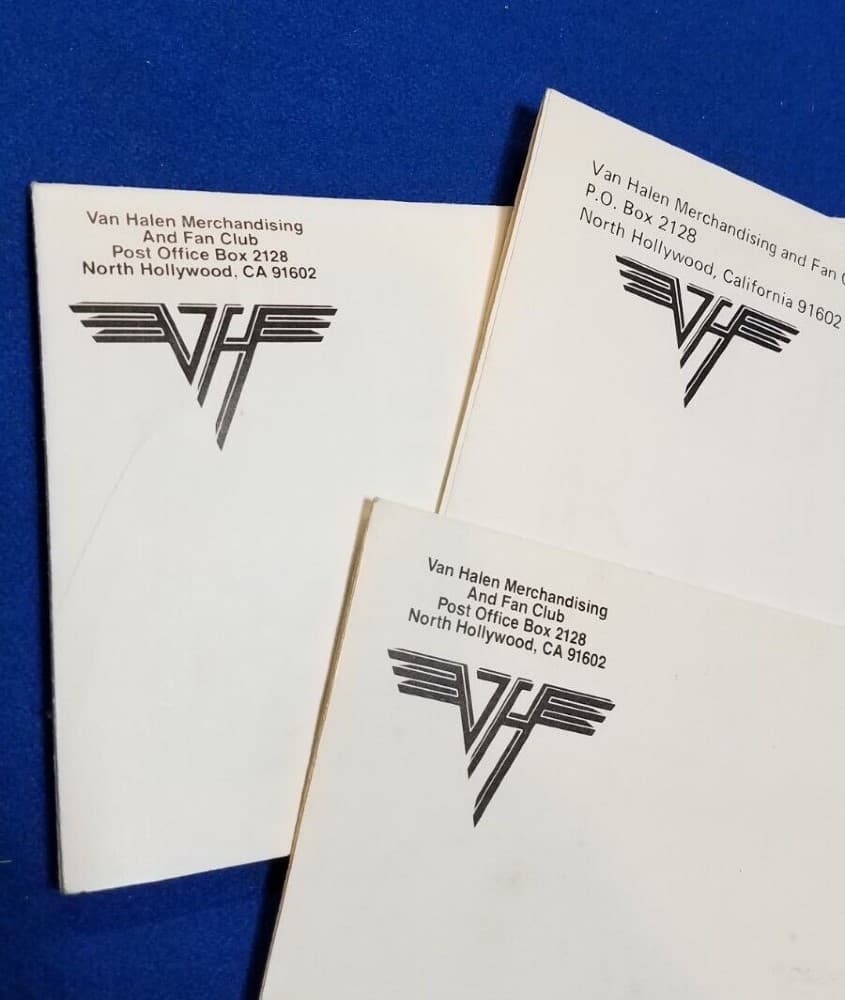 Van Halen Merchandising
And Fan Club
Post Office Box 2128
North Hollywood, CA 91602
VH
Van Halen Merchandising and Fan
P.O. Box 2128
North Hollywood, California 91602
VH
Van Halen Merchandising
And Fan Club
Post Office Box 2128
North Hollywood, CA 91602
VH